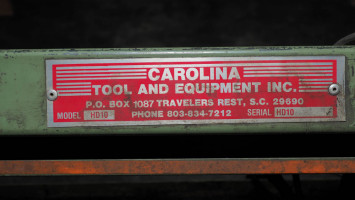 CAROLINA
TOOL AND EQUIPMENT INC.
P.O. BOX 1087 TRAVELERS REST, S.C. 29690
MODEL HD10 PHONE 803-834-7212 SERIAL HD10